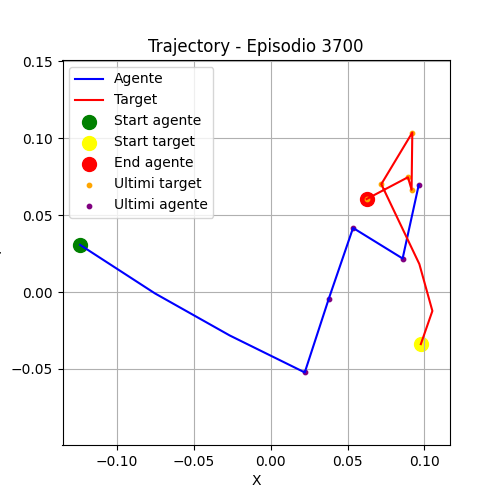 Trajectory - Episodio 3700
0.15
0.10
0.05
0.00
−0.05
Agente
Target
Start agente
Start target
End agente
Ultimi target
Ultimi agente
−0.10
−0.05
0.00
0.05
0.10
X